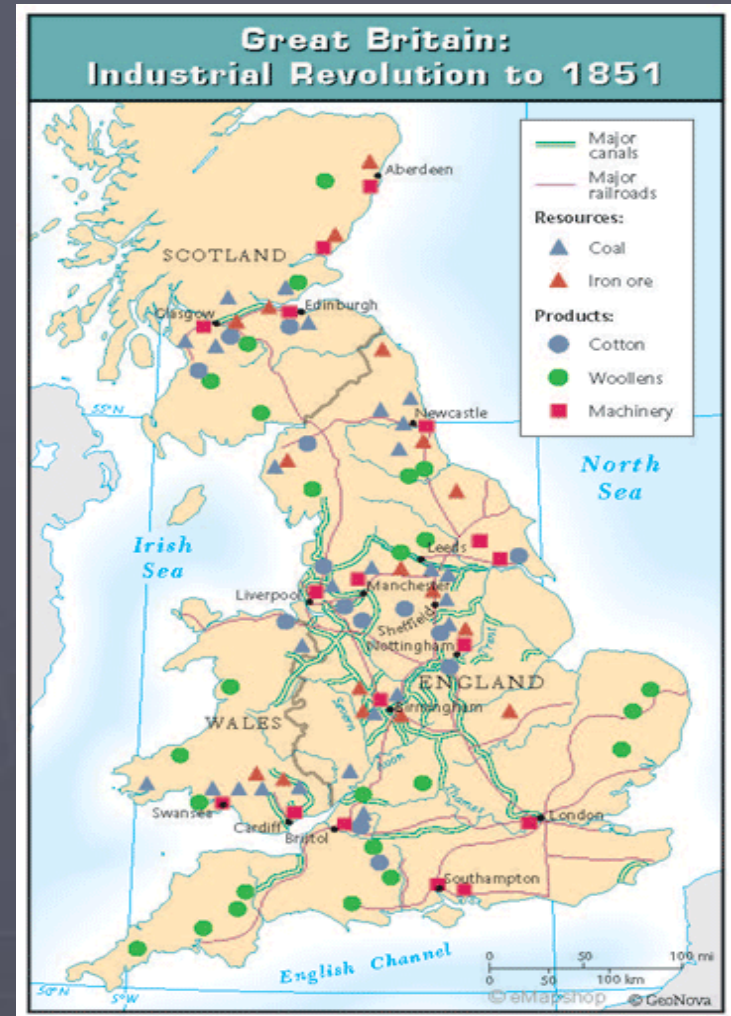 Great Britain:
Industrial Revolution to 1851
Major
canals
Major
railroads
Resources:
Coal
Iron ore
Products:
Cotton
Woollens
Machinery
Aberdeen
SCOTLAND
Edinburgh
Glasgow
55°N
Newcastle
North
Sea
Irish
Sea
Leeds
Liverpool
Manchester
Sheffield
Nottingham
Trent
ENGLAND
Birmingham
Severn
WALES
Avon
Thames
Swansea
Cardiff
Bristol
London
Southampton
English Channel
0 50 100 mi
0 50 100 km
50°N
5°W
© eMapshop
© GeoNova